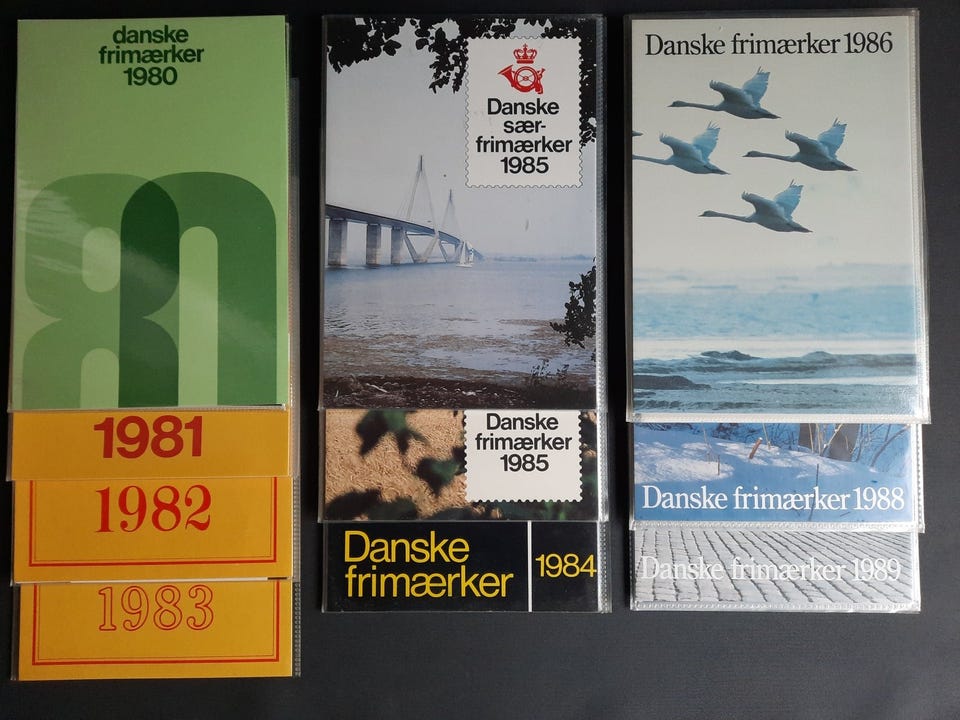 danske
frimærker
1980
80
1981
1982
1983
Danske
sær-
frimærker
1985
Danske
frimærker
1985
Danske
frimærker
1984
Danske frimærker 1986
Danske frimærker 1988
Danske frimærker 1989